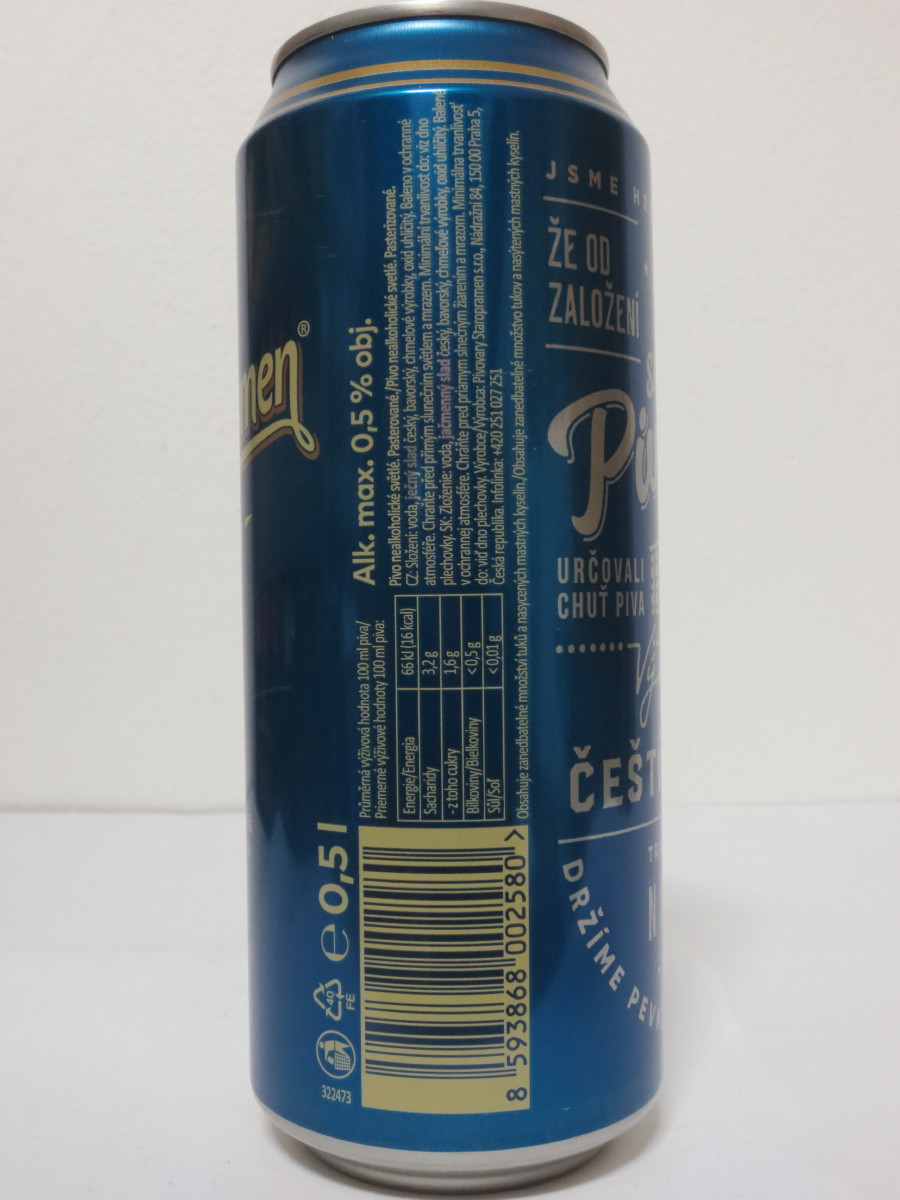 men®
Alk. max. 0,5 % obj.
Pivo nealkoholické světlé. Pasterované./Pivo nealkoholické svetlé. Pasterizované.
CZ: Složení: voda, ječný slad český, bavorský, chmelové výrobky, oxid uhličitý. Baleno v ochranné
atmosféře. Chraňte před přímým slunečním světlem a mrazem. Minimální trvanlivost do: viz dno
plechovky. SK: Zloženie: voda, jačmenný slad český, bavorský, chmeľové výrobky, oxid uhličitý. Balené
v ochrannej atmosfére. Chráňte pred priamym slnečným žiarením a mrazom. Minimálna trvanlivosť
do: viď dno plechovky. Výrobce/Výrobca: Pivovary Staropramen s.r.o., Nádražní 84, 150 00 Praha 5,
Česká republika. Infolinka: +420 251 027 251
Průměrná výživová hodnota 100 ml piva/
Priemerné výživové hodnoty 100 ml piva:
Energie/Energia 66 kJ (16 kcal)
Sacharidy 3,2 g
- z toho cukry 1,6 g
Bílkoviny/Bielkoviny <0,5 g
Sůl/Soľ <0,01 g
Obsahuje zanedbatelné množství tuků a nasycených mastných kyselin./Obsahuje zanedbateľné množstvo tukov a nasýtených mastných kyselín.
0,5 l
℮
40
FE
322473
8 593868 002580 >
JSME
ŽE OD
ZALOŽENÍ
URČOVALI
CHUŤ PIVA
ČEŠT
DRŽÍME PEV